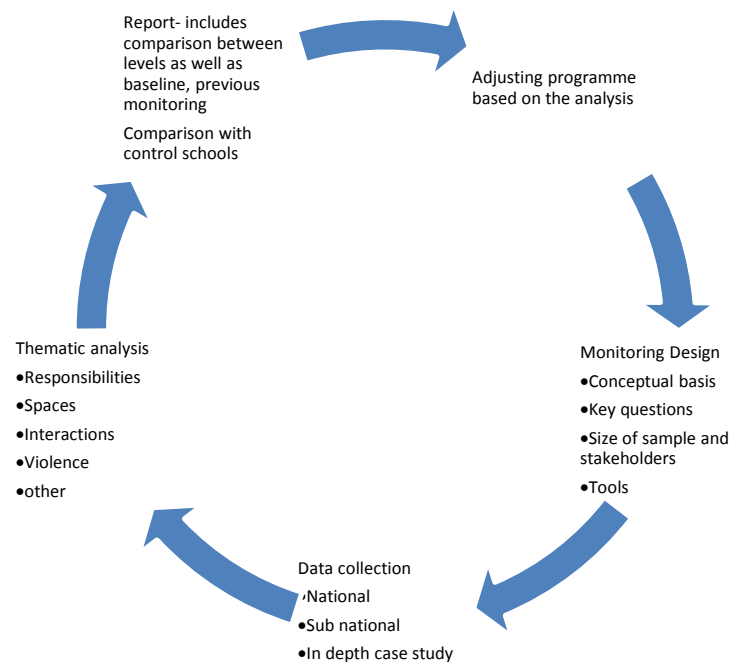 Report- includes
comparison between
levels as well as
baseline, previous
monitoring
Comparison with
control schools
Adjusting programme
based on the analysis
Monitoring Design
•Conceptual basis
•Key questions
•Size of sample and
stakeholders
•Tools
Data collection
•National
•Sub national
•In depth case study
Thematic analysis
•Responsibilities
•Spaces
•Interactions
•Violence
•other